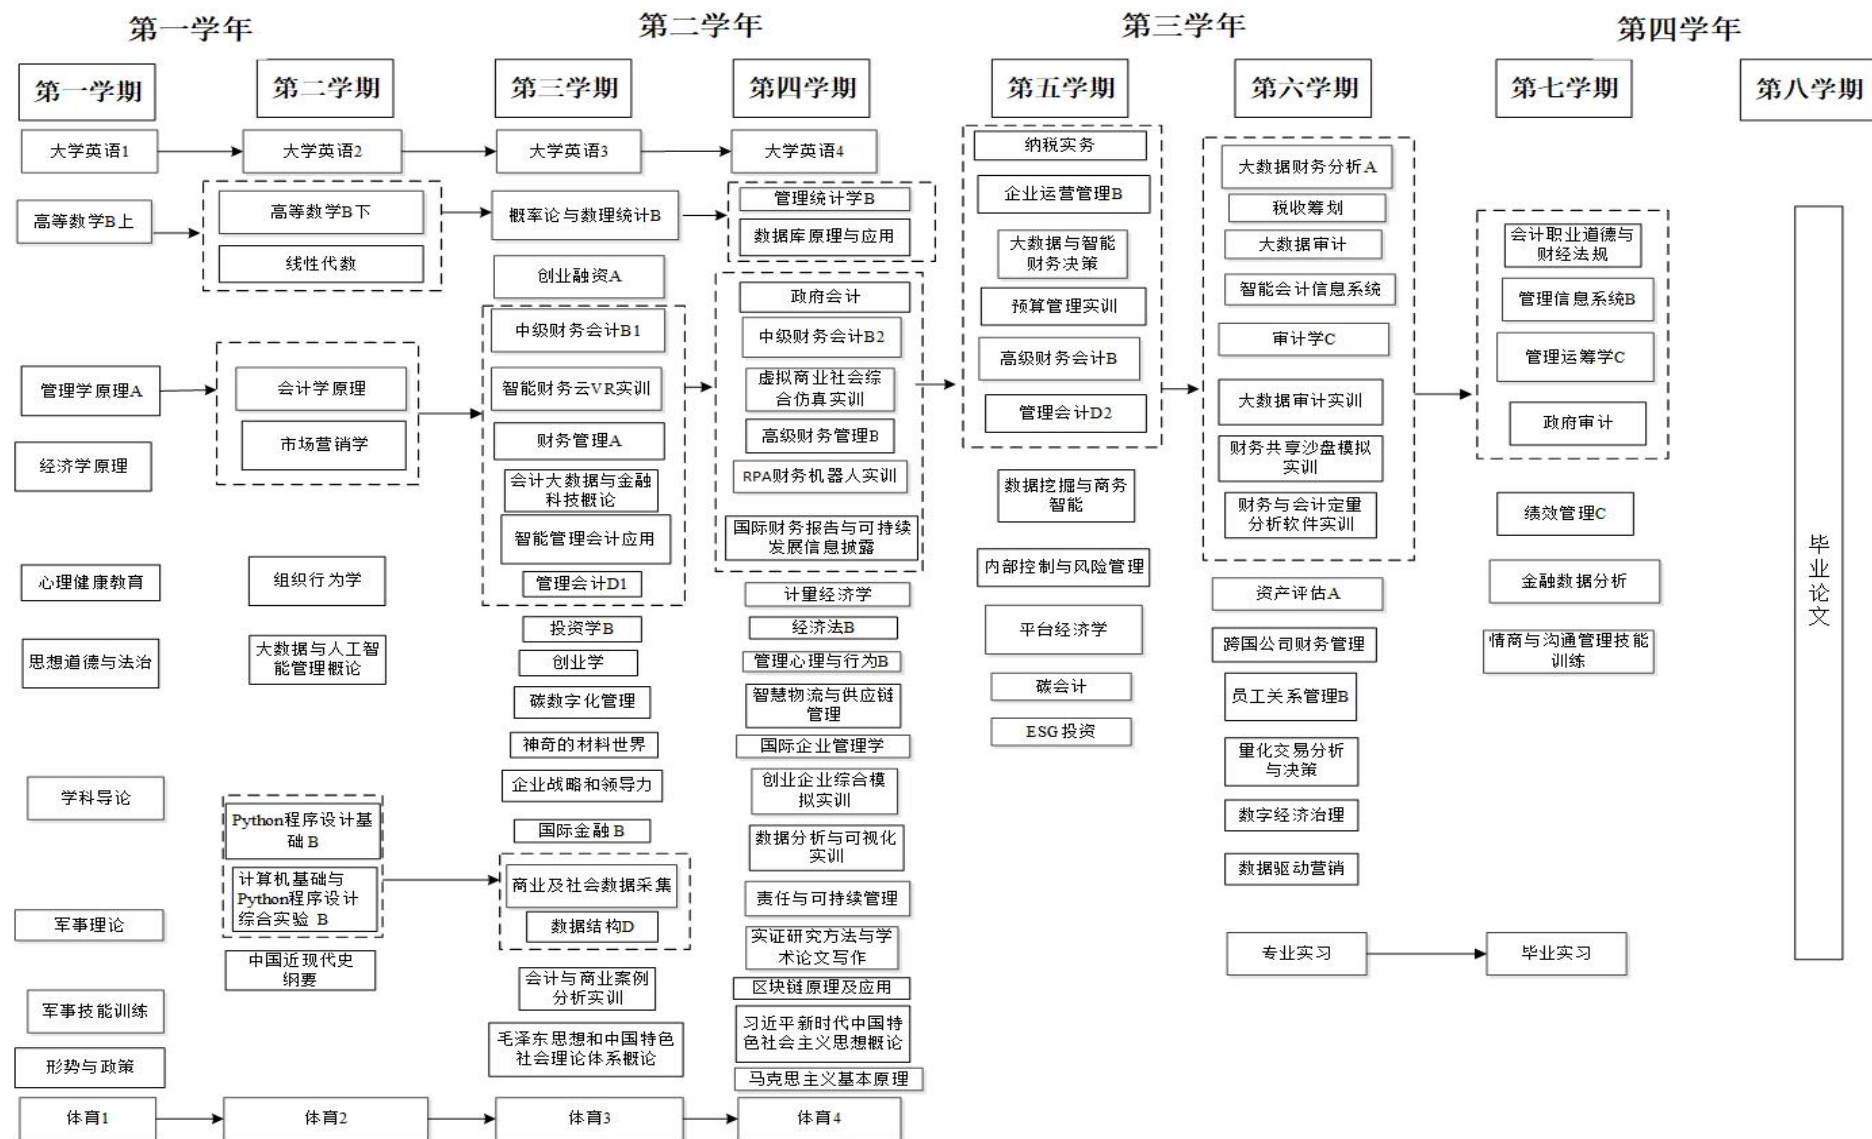 第一学年
第二学年
第三学年
第四学年
第一学期
第二学期
第三学期
第四学期
第五学期
第六学期
第七学期
第八学期
大学英语1
高等数学B上
管理学原理A
经济学原理
心理健康教育
思想道德与法治
学科导论
军事理论
军事技能训练
形势与政策
体育1
大学英语2
高等数学B下
线性代数
会计学原理
市场营销学
组织行为学
大数据与人工智
能管理概论
Python程序设计基
础 B
计算机基础与
Python程序设计
综合实验 B
中国近现代史
纲要
体育2
大学英语3
概率论与数理统计B
创业融资A
中级财务会计B1
智能财务云VR实训
财务管理A
会计大数据与金融
科技概论
智能管理会计应用
管理会计D1
投资学B
创业学
碳数字化管理
神奇的材料世界
企业战略和领导力
国际金融 B
商业及社会数据采集
数据结构D
会计与商业案例
分析实训
毛泽东思想和中国特色
社会理论体系概论
体育3
大学英语4
管理统计学B
数据库原理与应用
政府会计
中级财务会计B2
虚拟商业社会综
合仿真实训
高级财务管理B
RPA财务机器人实训
国际财务报告与可持续
发展信息披露
计量经济学
经济法B
管理心理与行为B
智慧物流与供应链
管理
国际企业管理学
创业企业综合模
拟实训
数据分析与可视化
实训
责任与可持续管理
实证研究方法与学
术论文写作
区块链原理及应用
习近平新时代中国特
色社会主义思想概论
马克思主义基本原理
体育4
纳税实务
企业运营管理B
大数据与智能
财务决策
预算管理实训
高级财务会计B
管理会计D2
数据挖掘与商务
智能
内部控制与风险管理
平台经济学
碳会计
ESG投资
大数据财务分析A
税收筹划
大数据审计
智能会计信息系统
审计学C
大数据审计实训
财务共享沙盘模拟
实训
财务与会计定量
分析软件实训
资产评估A
跨国公司财务管理
员工关系管理B
量化交易分析
与决策
数字经济治理
数据驱动营销
专业实习
会计职业道德与
财经法规
管理信息系统B
管理运筹学C
政府审计
绩效管理C
金融数据分析
情商与沟通管理技能
训练
毕业实习
毕业论文